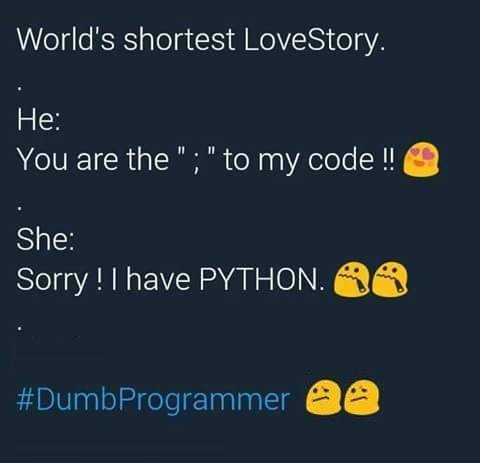 World's shortest LoveStory.
.
He:
You are the " ; " to my code !! 😍
.
She:
Sorry ! I have PYTHON.
.
#DumbProgrammer